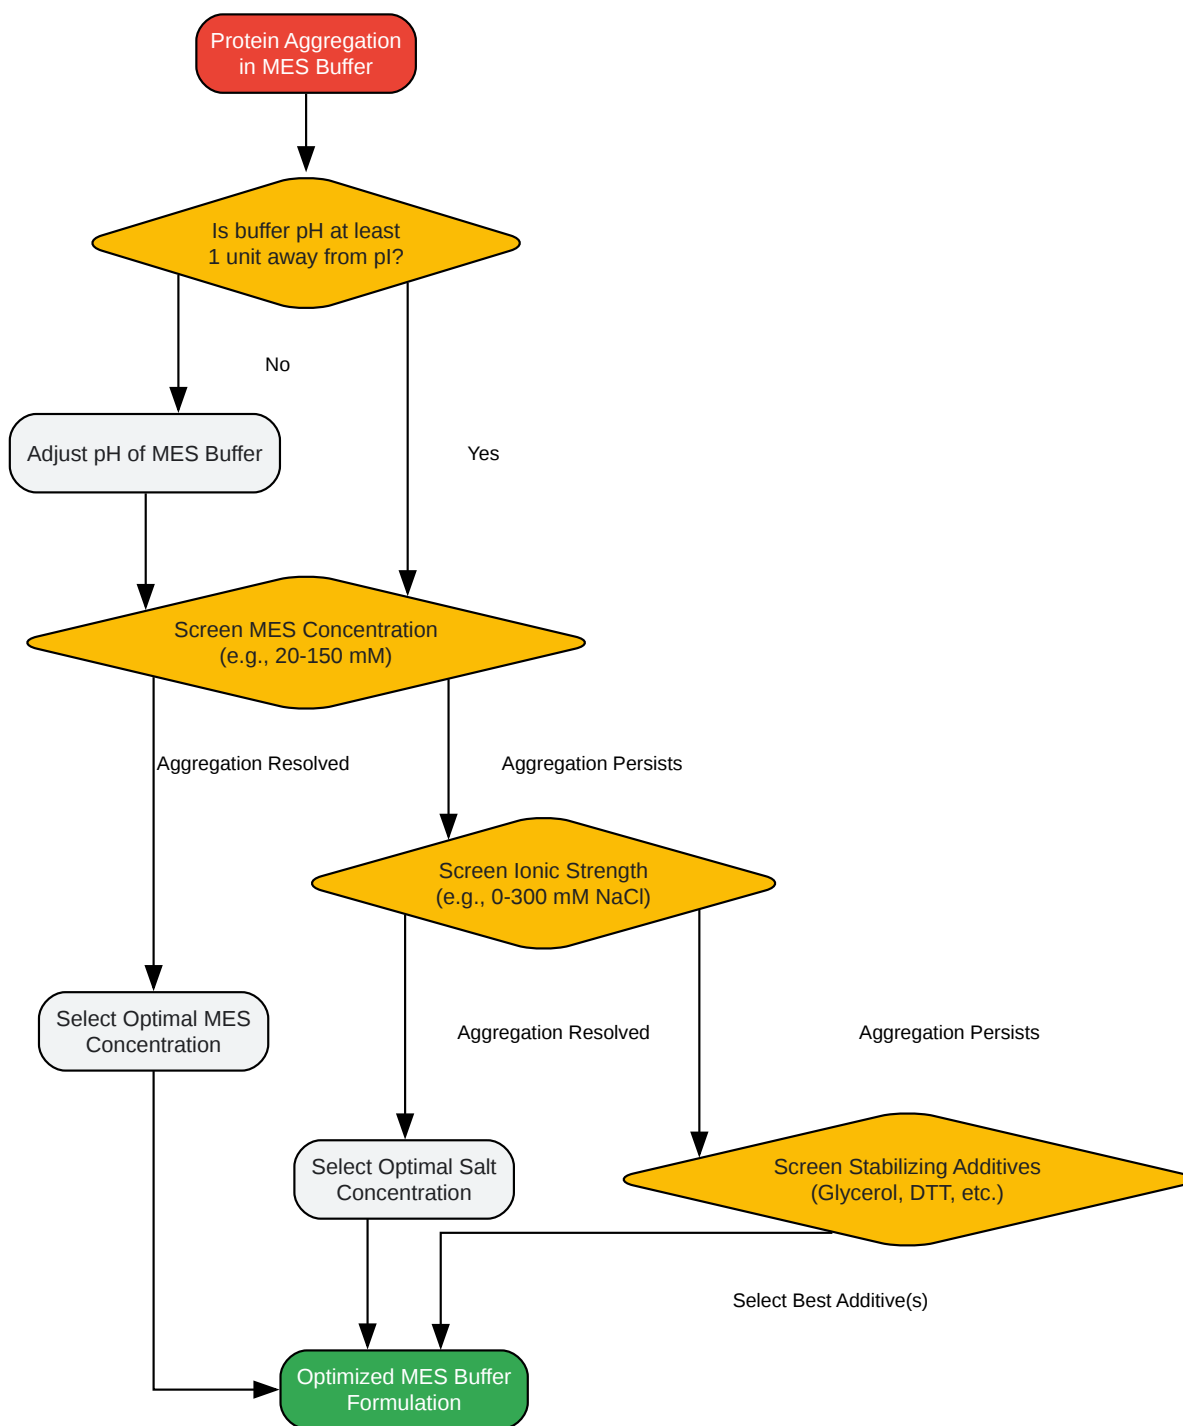 Protein Aggregation
in MES Buffer
Is buffer pH at least
1 unit away from pI?
No
Adjust pH of MES Buffer
Yes
Screen MES Concentration
(e.g., 20-150 mM)
Aggregation Resolved
Aggregation Persists
Screen Ionic Strength
(e.g., 0-300 mM NaCl)
Select Optimal MES
Concentration
Aggregation Resolved
Aggregation Persists
Select Optimal Salt
Concentration
Screen Stabilizing Additives
(Glycerol, DTT, etc.)
Select Best Additive(s)
Optimized MES Buffer
Formulation